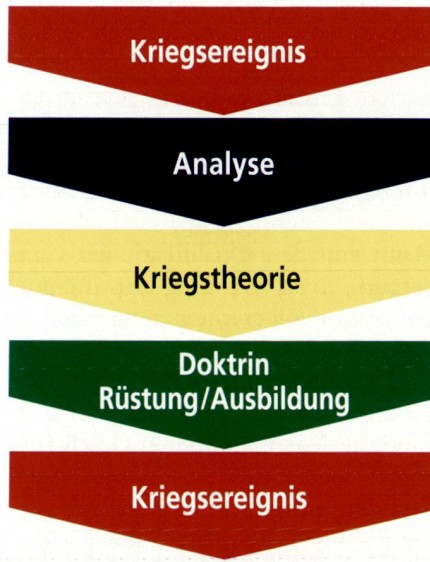 Kriegsereignis
Analyse
Kriegstheorie
Doktrin
Rüstung/Ausbildung
Kriegsereignis